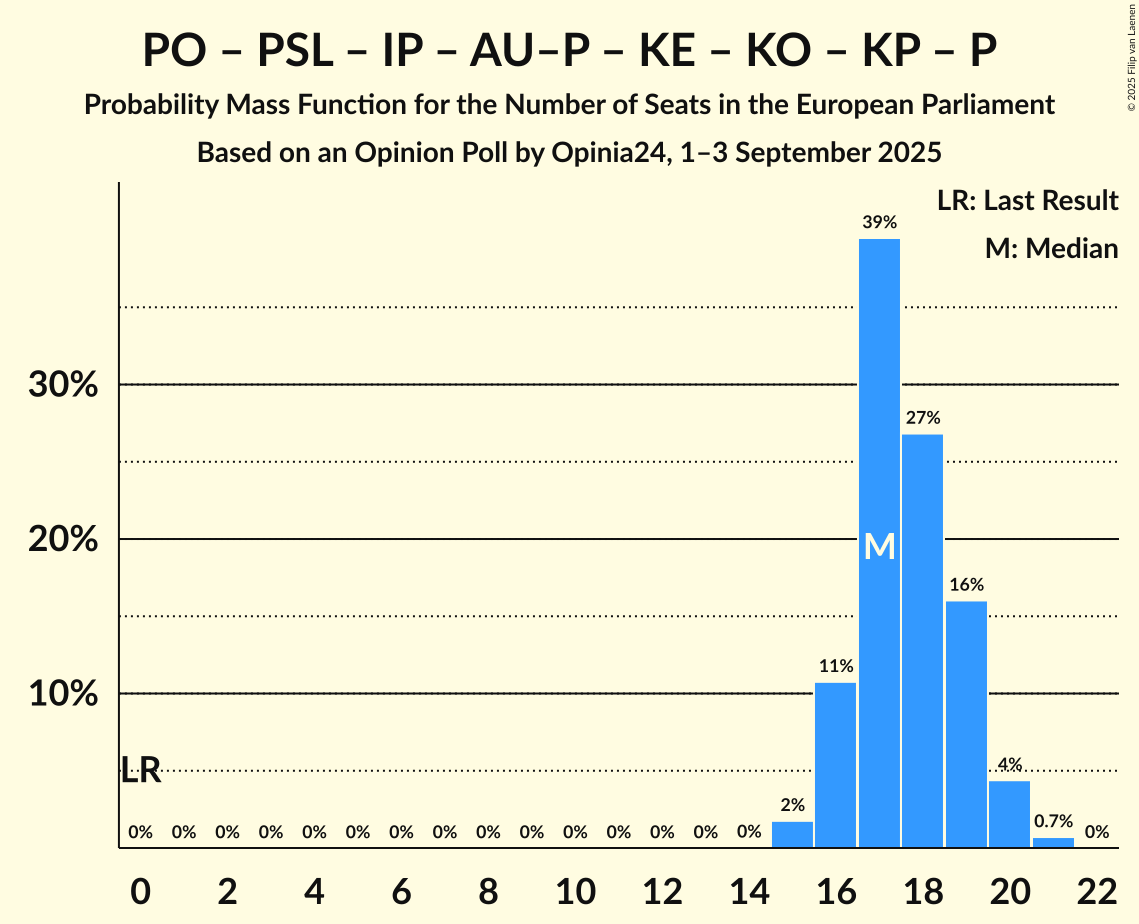 PO – PSL – IP – AU–P – KE – KO – KP – P
Probability Mass Function for the Number of Seats in the European Parliament
Based on an Opinion Poll by Opinia24, 1–3 September 2025
© 2025 Filip van Laenen
LR: Last Result
M: Median
39%
30%
27%
20%
M
16%
11%
10%
LR
4%
2%
0.7%
0% 0% 0% 0% 0% 0% 0% 0% 0% 0% 0% 0% 0% 0% 0% 0%
0 2 4 6 8 10 12 14 16 18 20 22